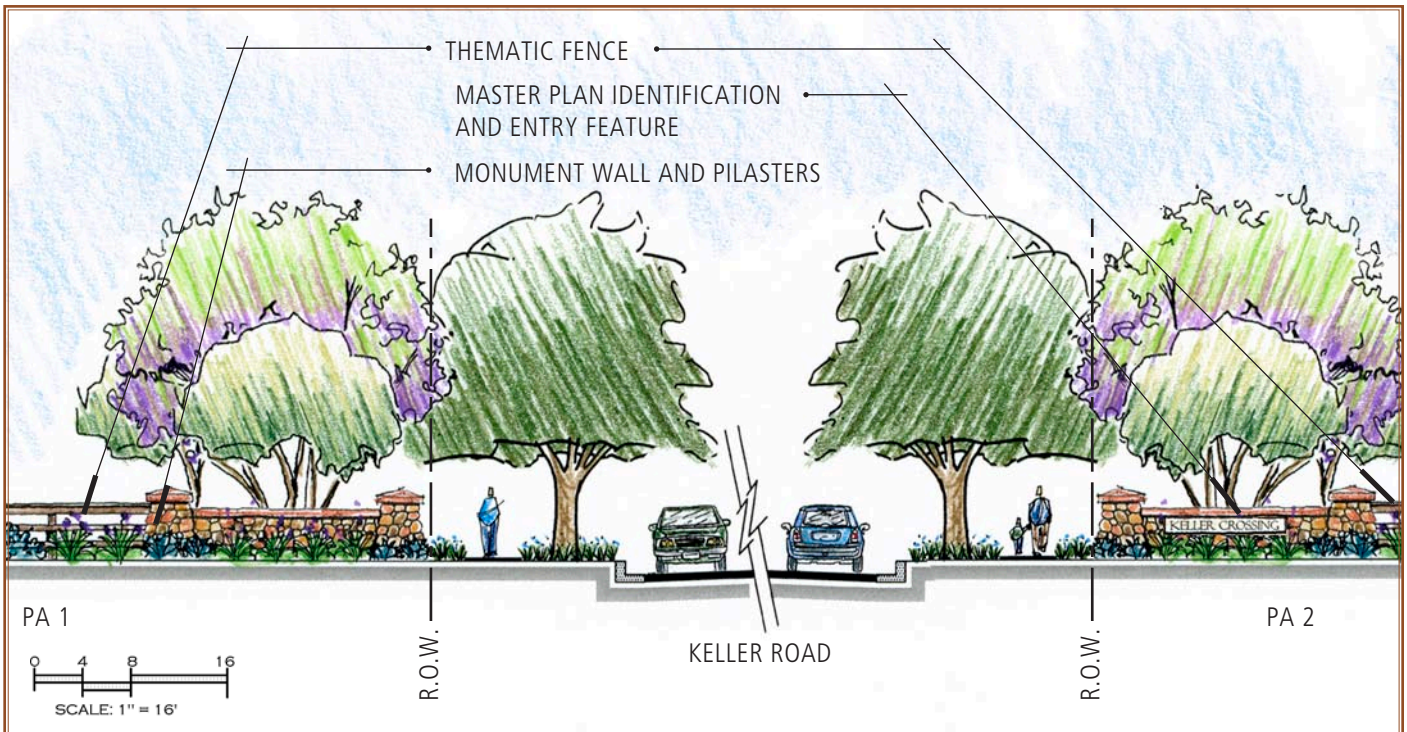 THEMATIC FENCE
MASTER PLAN IDENTIFICATION
AND ENTRY FEATURE
MONUMENT WALL AND PILASTERS
KELLER CROSSING
PA 1
PA 2
R.O.W.
KELLER ROAD
R.O.W.
0 4 8 16
SCALE: 1" = 16'